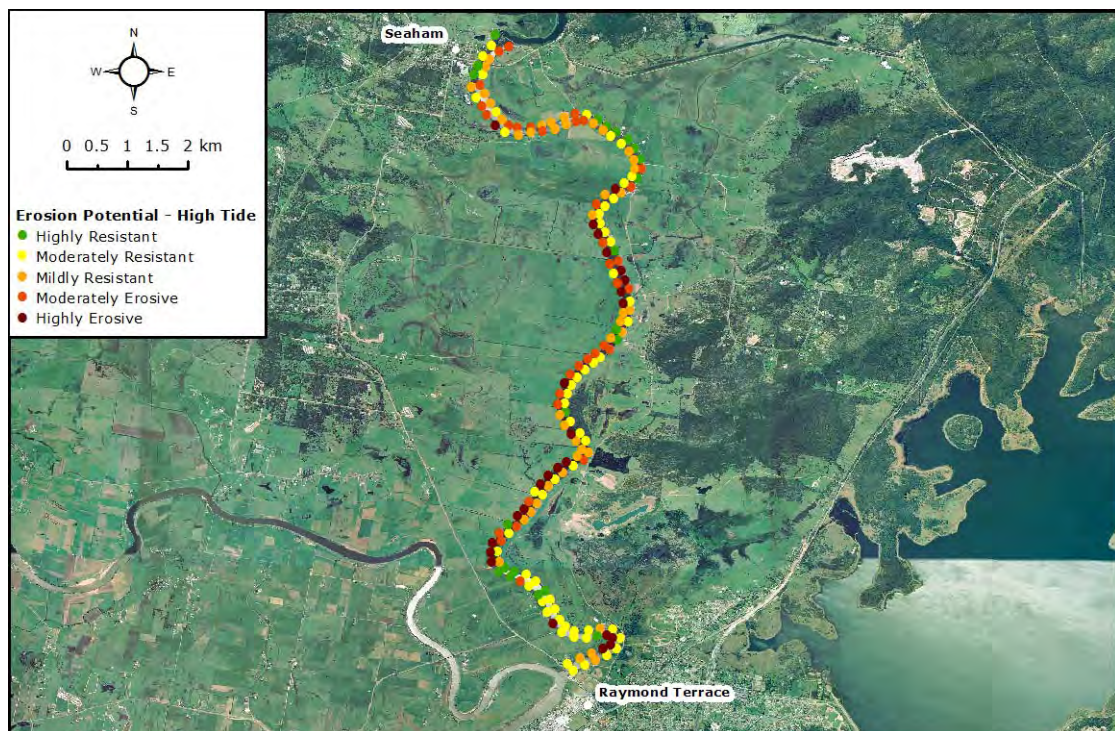 Seaham
N
W E
S
0 0.5 1 1.5 2 km
Erosion Potential - High Tide
Highly Resistant
Moderately Resistant
Mildly Resistant
Moderately Erosive
Highly Erosive
Raymond Terrace